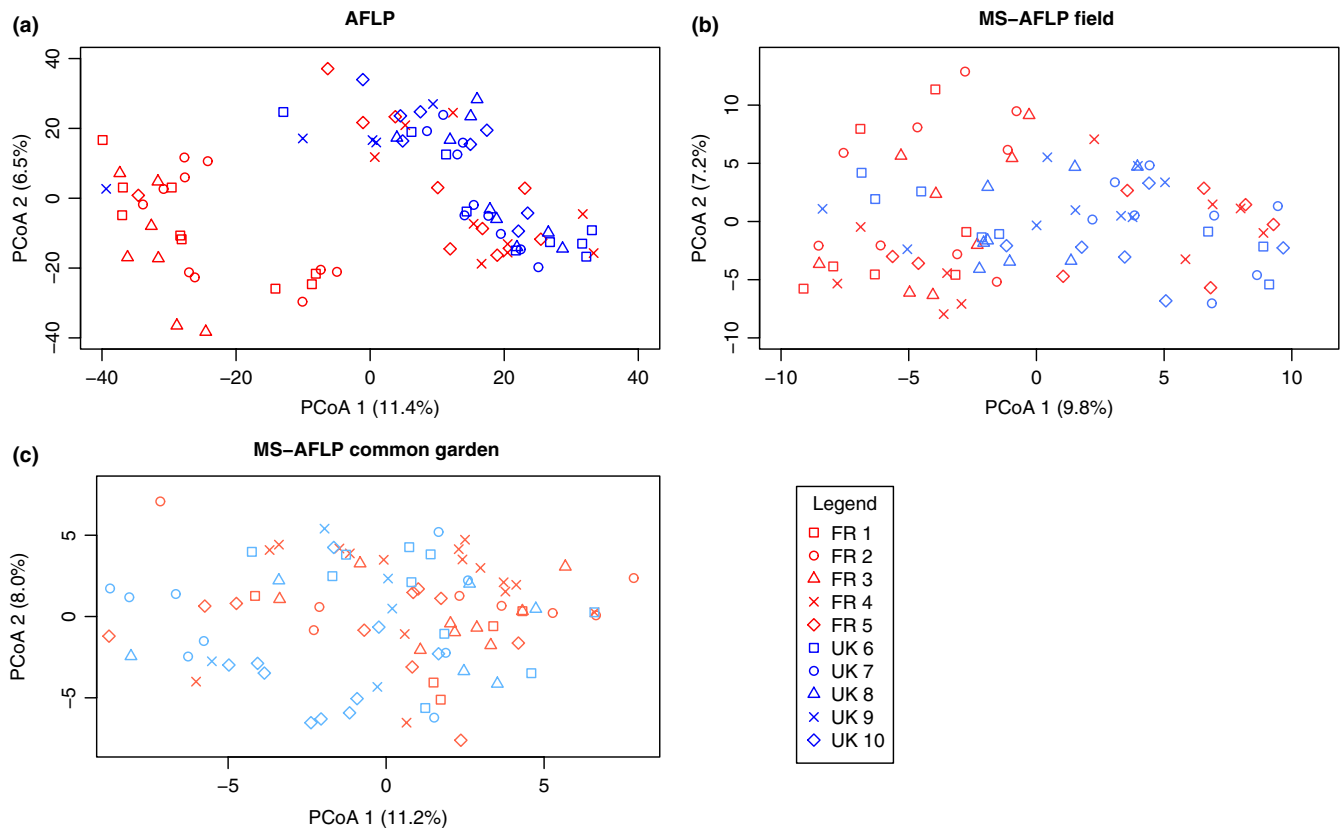 (a)
AFLP
PCoA 2 (6.5%)
40
20
0
−20
−40
−40
−20
0
20
40
PCoA 1 (11.4%)
(b)
MS−AFLP field
PCoA 2 (7.2%)
10
5
0
−5
−10
−10
−5
0
5
10
PCoA 1 (9.8%)
(c)
MS−AFLP common garden
PCoA 2 (8.0%)
5
0
−5
−5
0
5
PCoA 1 (11.2%)
Legend
FR 1
FR 2
FR 3
FR 4
FR 5
UK 6
UK 7
UK 8
UK 9
UK 10